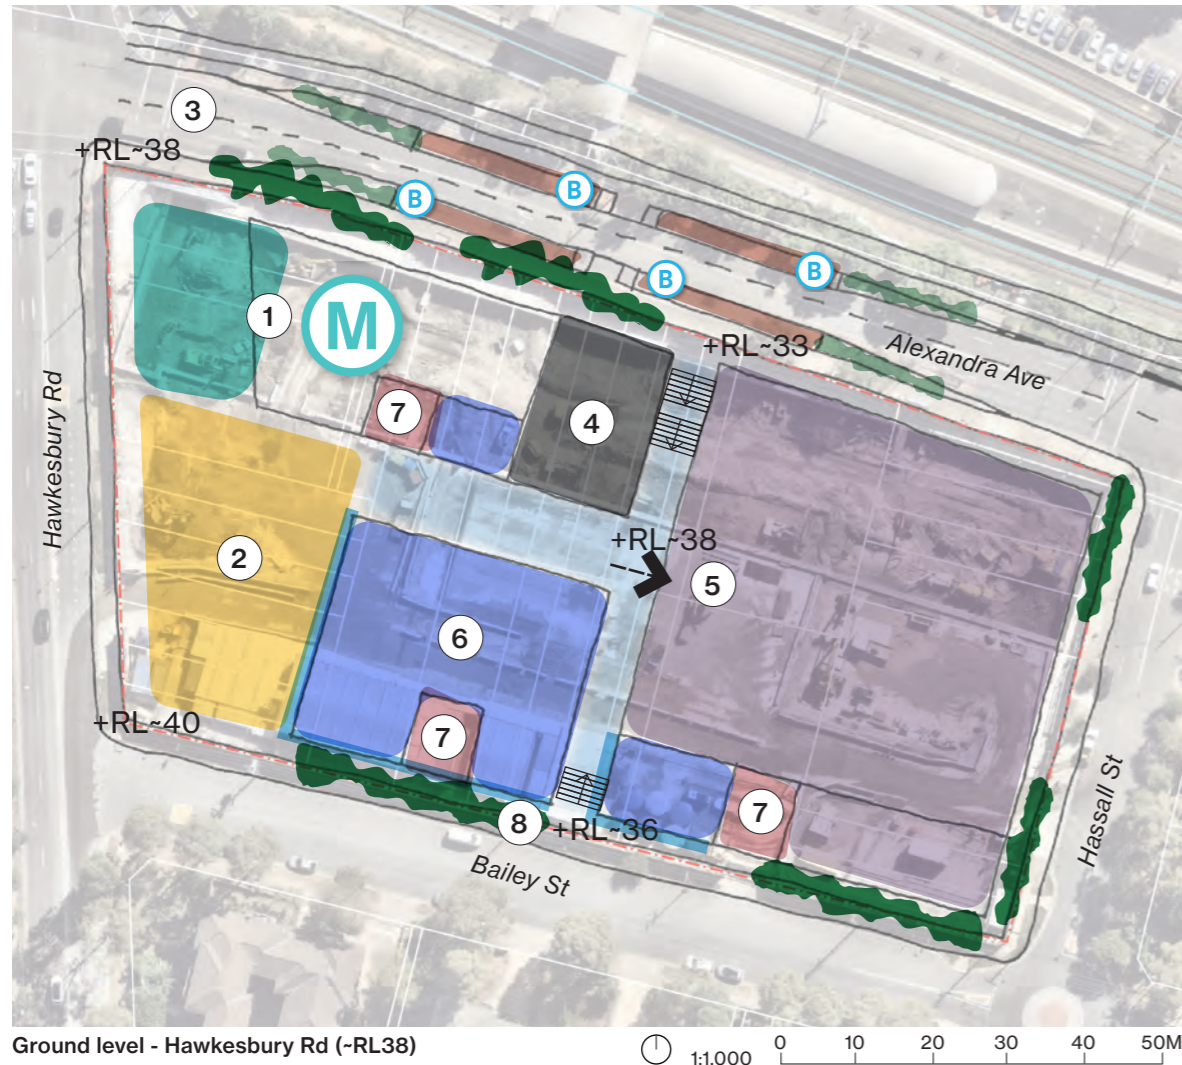 3
+RL~38
B
B
B
B
1
M
+RL~33
Alexandra Ave
7
4
Hawkesbury Rd
2
+RL~38
5
6
7
+RL~40
7
8
+RL~36
Bailey St
Hassall St
Ground level - Hawkesbury Rd (~RL38)
1:1,000
0 10 20 30 40 50M